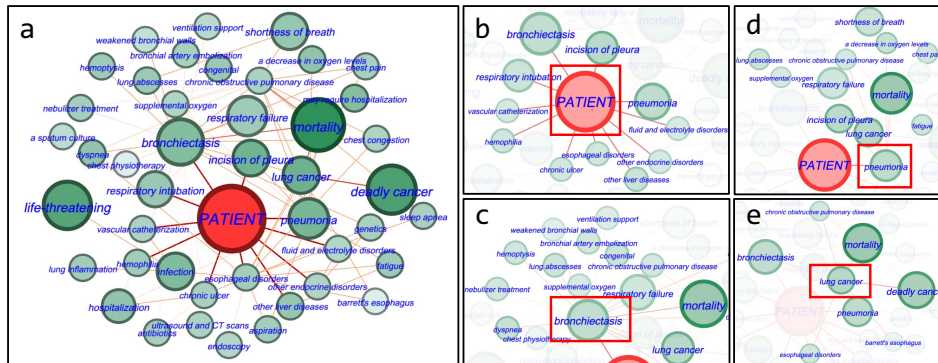 a
ventilation support
weakened bronchial walls
shortness of breath
bronchial artery embolization
a decrease in oxygen levels
hemoptysis
congenital
chest pain
lung abscesses
chronic obstructive pulmonary disease
nebulizer treatment
supplemental oxygen
may require hospitalization
respiratory failure
mortality
a sputum culture
bronchiectasis
chest congestion
dyspnea
incision of pleura
chest physiotherapy
lung cancer
respiratory intubation
deadly cancer
life-threatening
PATIENT
pneumonia
sleep apnea
vascular catheterization
genetics
fluid and electrolyte disorders
hemophilia
lung inflammation
infection
esophageal disorders
fatigue
other endocrine disorders
chronic ulcer
barrett's esophagus
hospitalization
other liver diseases
ultrasound and CT scans
antibiotics
aspiration
endoscopy
b
bronchiectasis
mortality
incision of pleura
respiratory intubation
PATIENT
pneumonia
vascular catheterization
fluid and electrolyte disorders
hemophilia
esophageal disorders
other endocrine disorders
chronic ulcer
other liver diseases
c
ventilation support
weakened bronchial walls
bronchial artery embolization
hemoptysis
congenital
lung abscesses
chronic obstructive pulmonary disease
nebulizer treatment
supplemental oxygen
respiratory failure
mortality
bronchiectasis
dyspnea
chest physiotherapy
lung cancer
d
shortness of breath
a decrease in oxygen levels
chest pain
lung abscesses
chronic obstructive pulmonary disease
supplemental oxygen
respiratory failure
mortality
incision of pleura
fatigue
lung cancer
PATIENT
pneumonia
e
chronic obstructive pulmonary disease
mortality
bronchiectasis
lung cancer
deadly cancer
PATIENT
pneumonia
esophageal disorders
barrett's esophagus